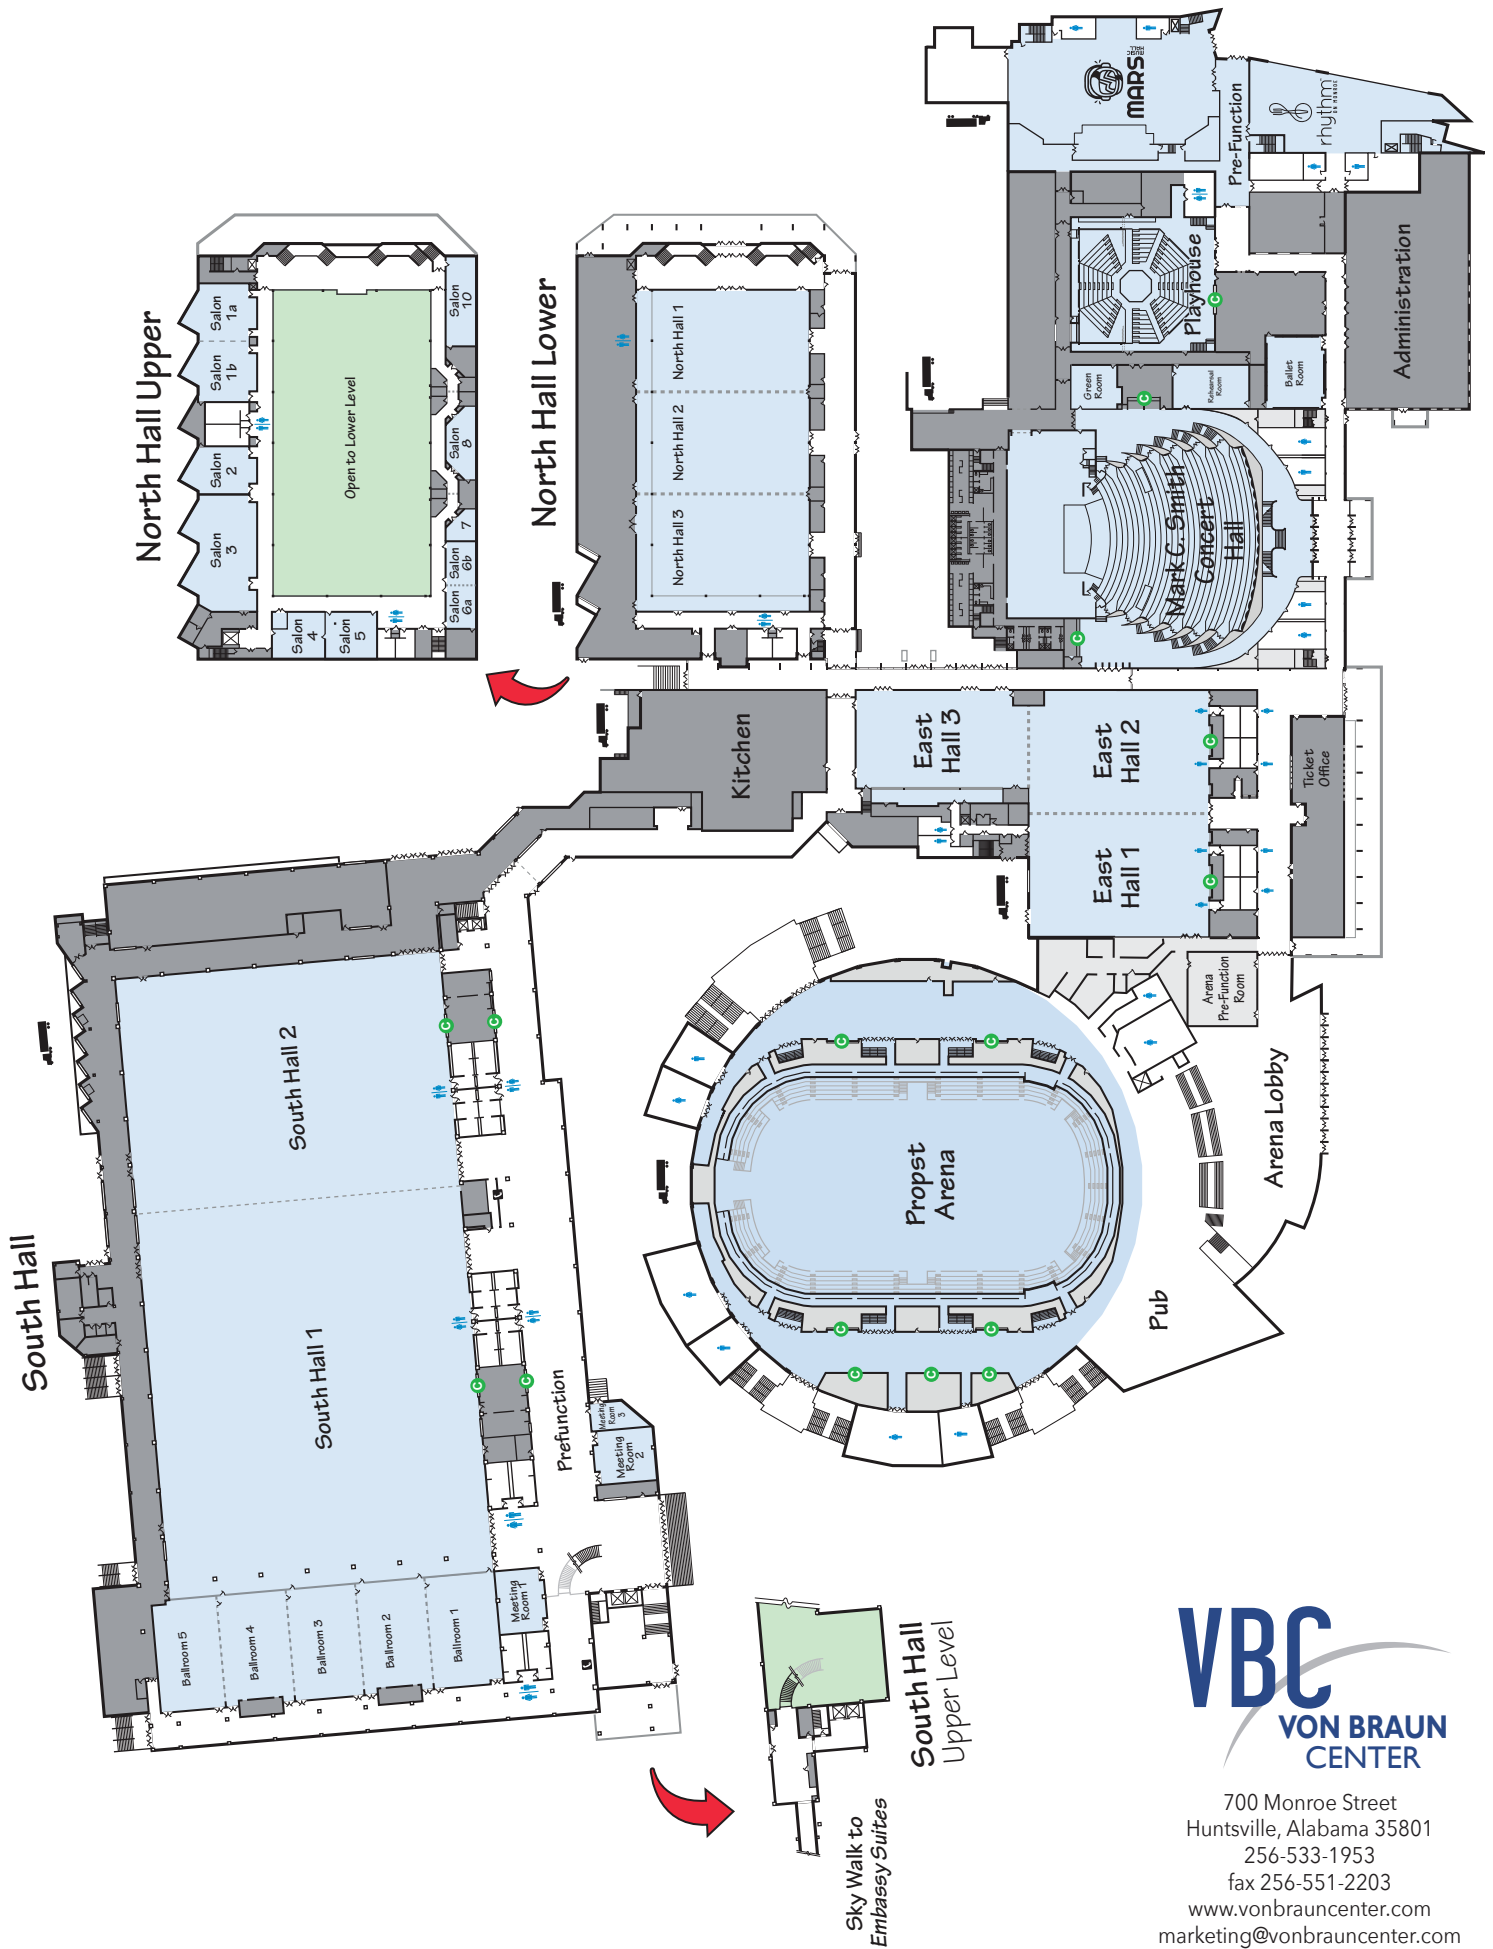 North Hall Upper
Salon
1a
Salon
1b
Salon
2
Salon
3
Salon
4
Salon
5
Salon
6a
Salon
6b
7
Salon
8
Salon
10
Open to Lower Level
North Hall Lower
North Hall 1
North Hall 2
North Hall 3
MARS
MUSIC
HALL
rhythm
ON MONROE
Pre-Function
Playhouse
C
Administration
Green
Room
C
Rehearsal
Room
Ballet
Room
Mark C. Smith
Concert
Hall
C
Kitchen
East
Hall 3
East
Hall 2
East
Hall 1
C
C
Ticket
Office
Arena
Pre-Function
Room
Arena Lobby
Propst
Arena
C
C
C
C
C
C
C
Pub
South Hall
South Hall 2
South Hall 1
C
C
C
C
Prefunction
Meeting
Room
3
Meeting
Room
2
Meeting
Room 1
Ballroom 5
Ballroom 4
Ballroom 3
Ballroom 2
Ballroom 1
South Hall
Upper Level
Sky Walk to
Embassy Suites
VBC
VON BRAUN
CENTER
700 Monroe Street
Huntsville, Alabama 35801
256-533-1953
fax 256-551-2203
www.vonbrauncenter.com
marketing@vonbrauncenter.com